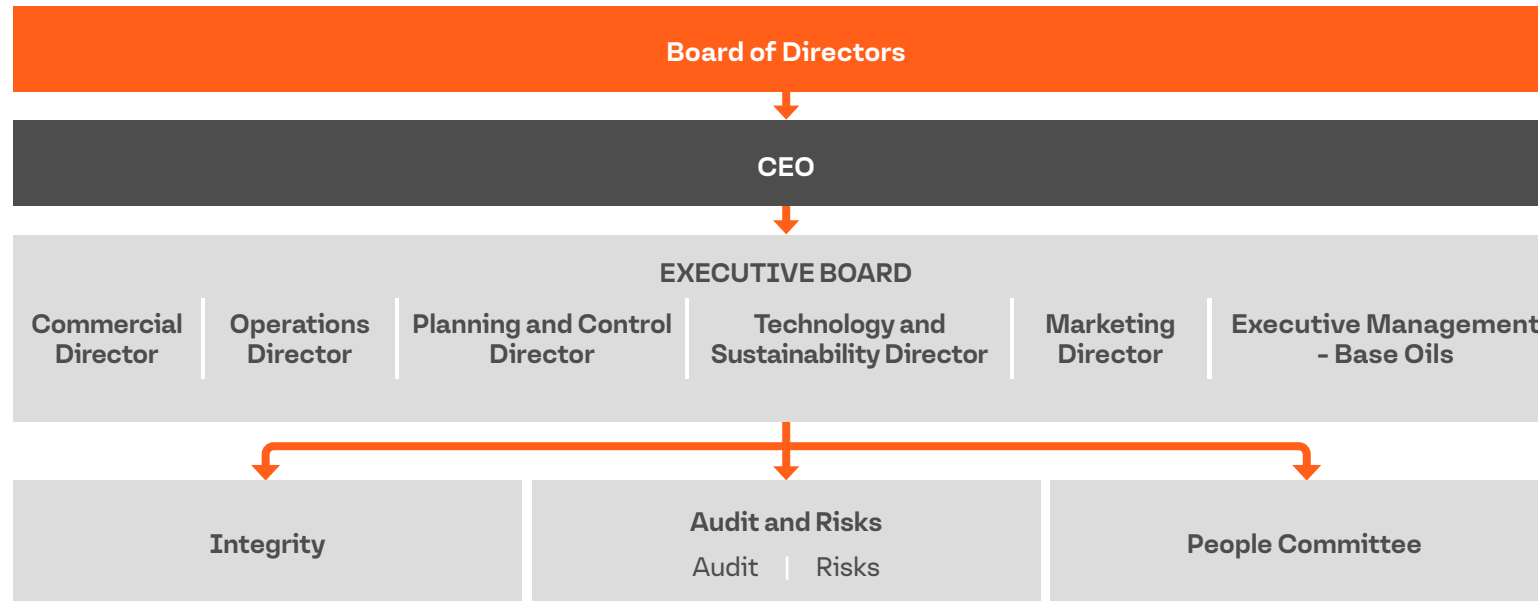 Board of Directors
CEO
EXECUTIVE BOARD
Commercial
Director
Operations
Director
Planning and Control
Director
Technology and
Sustainability Director
Marketing
Director
Executive Management
- Base Oils
Integrity
Audit and Risks
Audit | Risks
People Committee